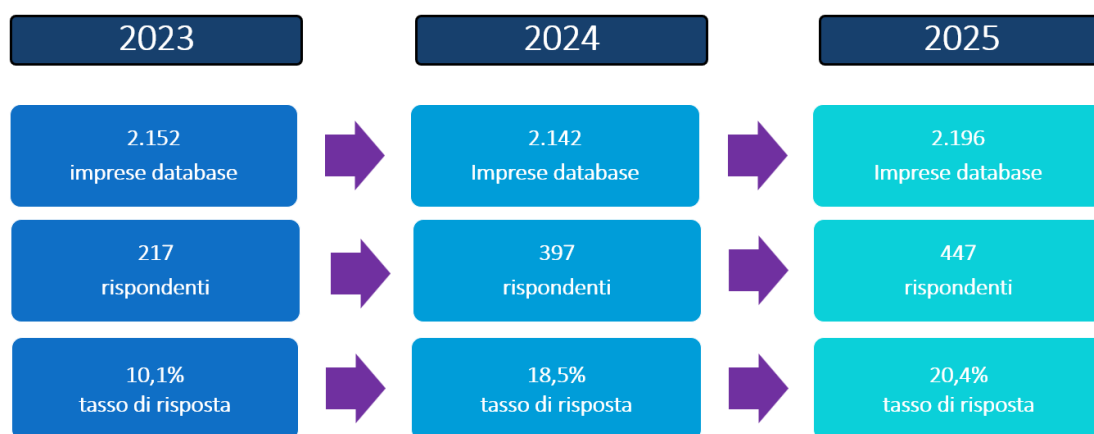 2023
2024
2025
2.152
imprese database
2.142
Imprese database
2.196
Imprese database
217
rispondenti
397
rispondenti
447
rispondenti
10,1%
tasso di risposta
18,5%
tasso di risposta
20,4%
tasso di risposta